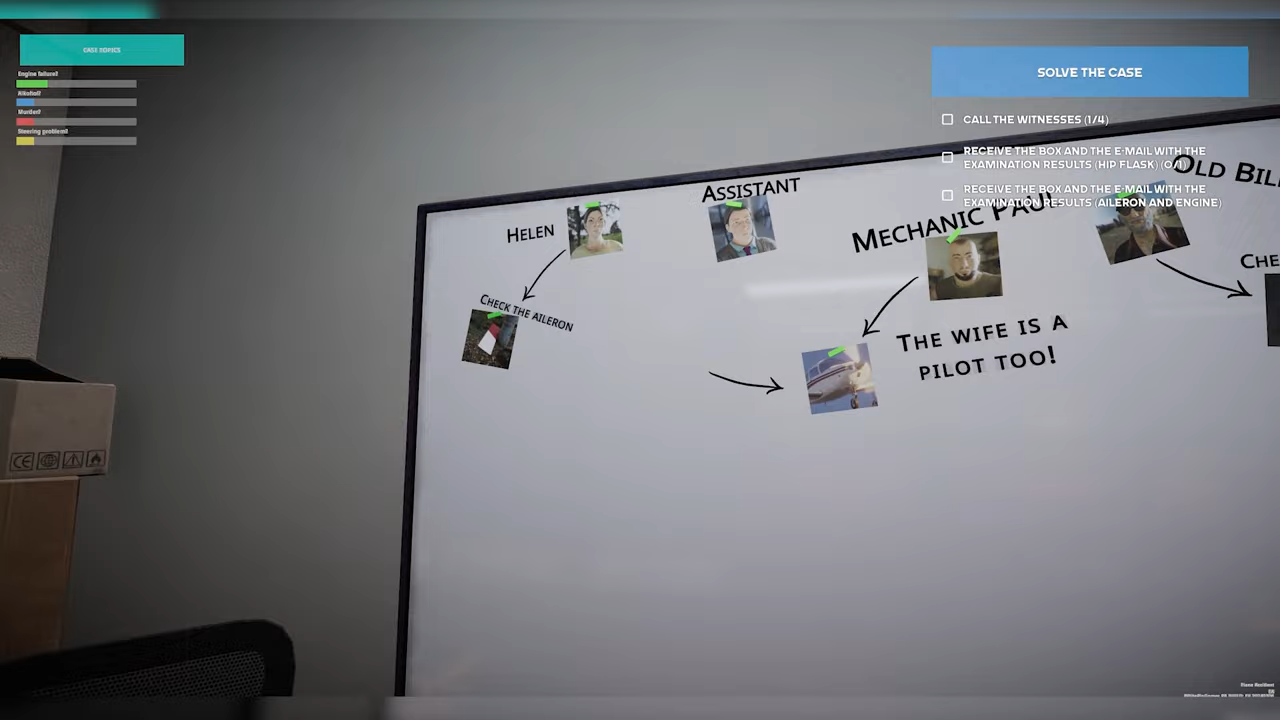 CASE TOPICS
Engine failure?
Alkohol?
Murder?
Steering problem?
SOLVE THE CASE
CALL THE WITNESSES (1/4)
RECEIVE THE BOX AND THE E-MAIL WITH THE
EXAMINATION RESULTS (HIP FLASK) (0/1)
RECEIVE THE BOX AND THE E-MAIL WITH THE
EXAMINATION RESULTS (AILERON AND ENGINE)
HELEN
ASSISTANT
MECHANIC PAUL
OLD BIL
CHE
CHECK THE AILERON
THE WIFE IS A
PILOT TOO!
CE